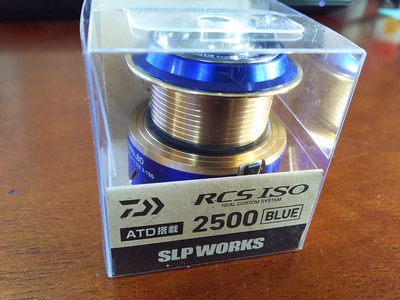 RCS ISO
REAL CUSTOM SYSTEM
ATD搭載 2500 BLUE
SLP WORKS